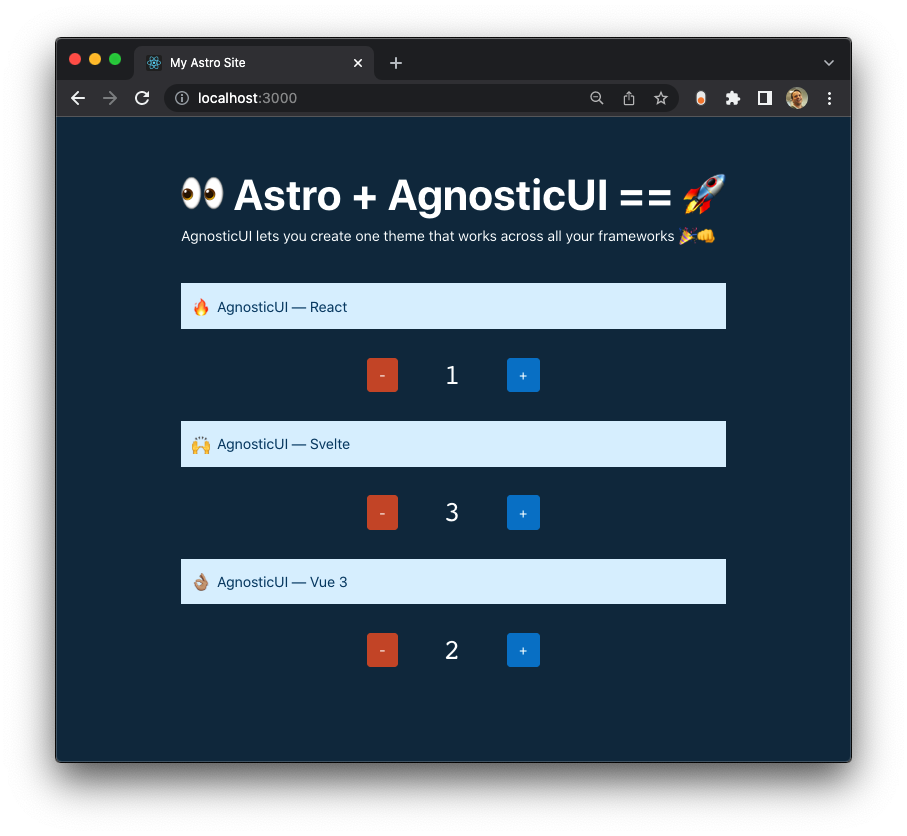 My Astro Site
localhost:3000
👀 Astro + AgnosticUI == 🚀
AgnosticUI lets you create one theme that works across all your frameworks 🎉👊
🔥 AgnosticUI — React
- 1 +
🙌 AgnosticUI — Svelte
- 3 +
👌🏽 AgnosticUI — Vue 3
- 2 +